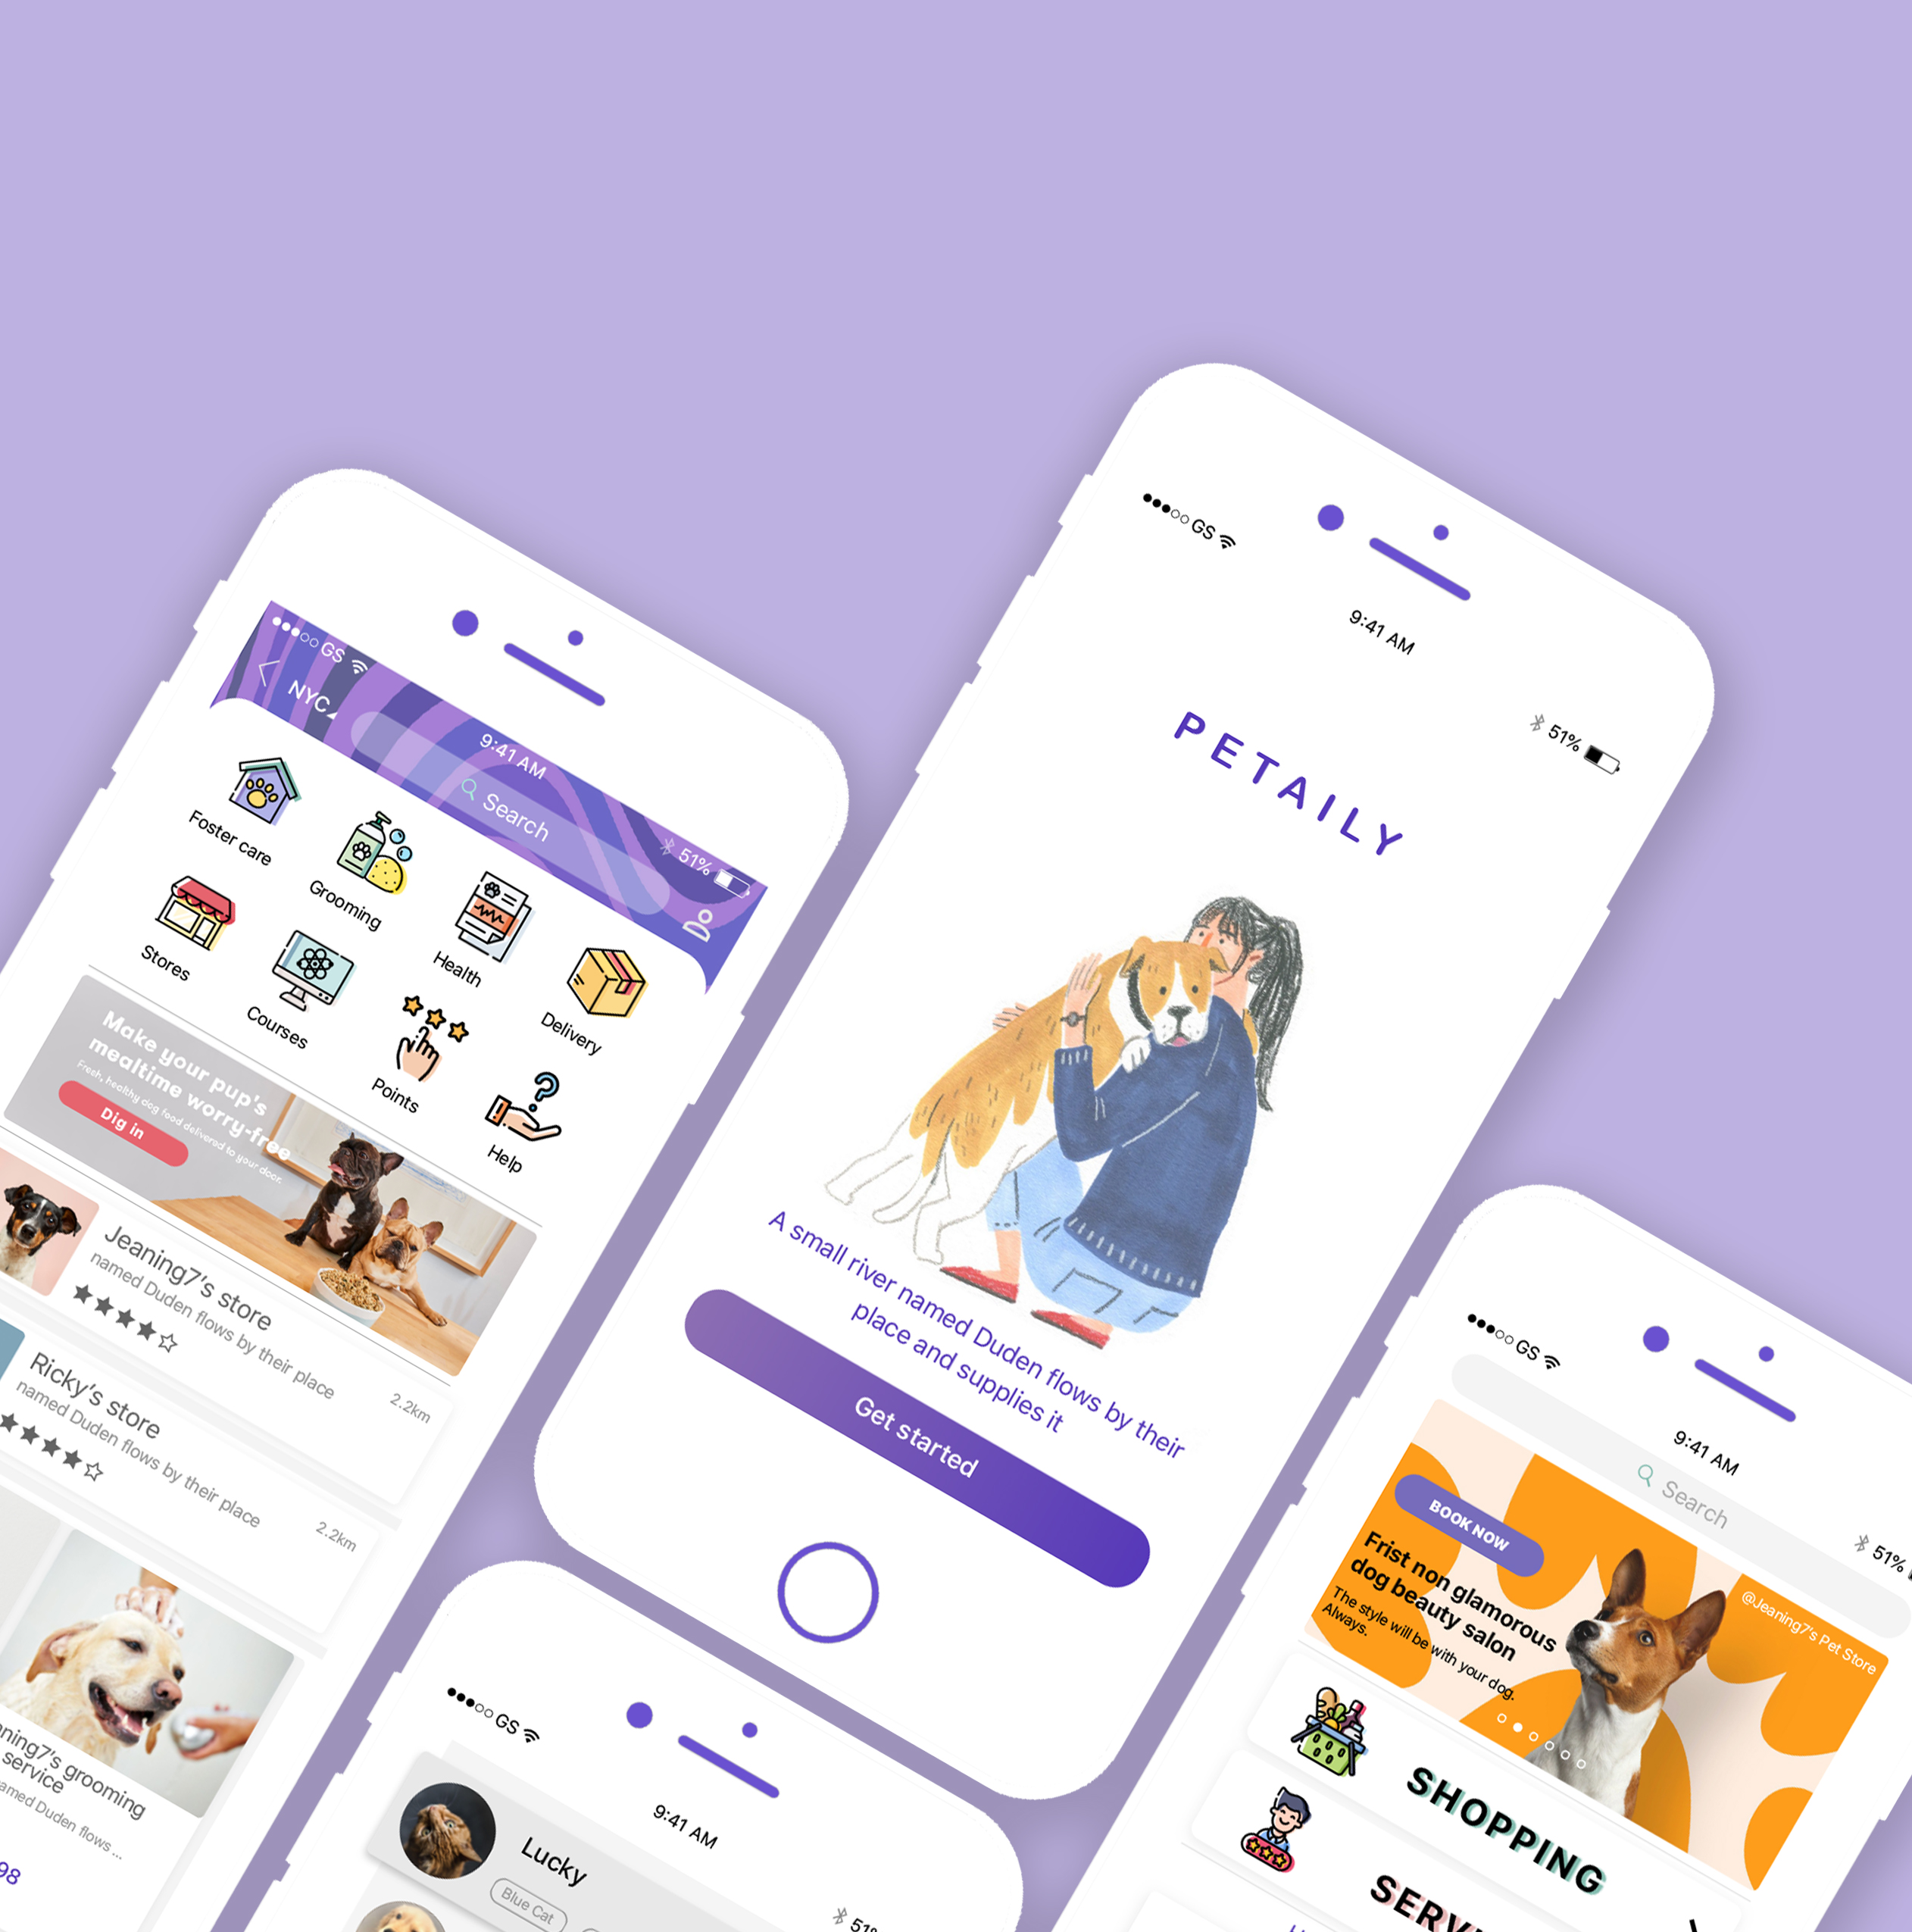 GS
9:41 AM
51%
NYC
Search
Foster care
Grooming
Health
Delivery
Stores
Courses
Points
Help
Make your pup's
mealtime worry-free
Fresh, healthy dog food delivered to your door.
Dig in
Jeaning7's store
named Duden flows by their place
2.2km
Ricky's store
named Duden flows by their place
2.2km
ning7's grooming
service
amed Duden flows ...
98
GS
9:41 AM
51%
PETAILY
A small river named Duden flows by their
place and supplies it
Get started
GS
9:41 AM
51%
Lucky
Blue Cat
GS
9:41 AM
51%
Search
BOOK NOW
Frist non glamorous
dog beauty salon
The style will be with your dog.
Always.
@Jeaning7's Pet Store
SHOPPING
SERV